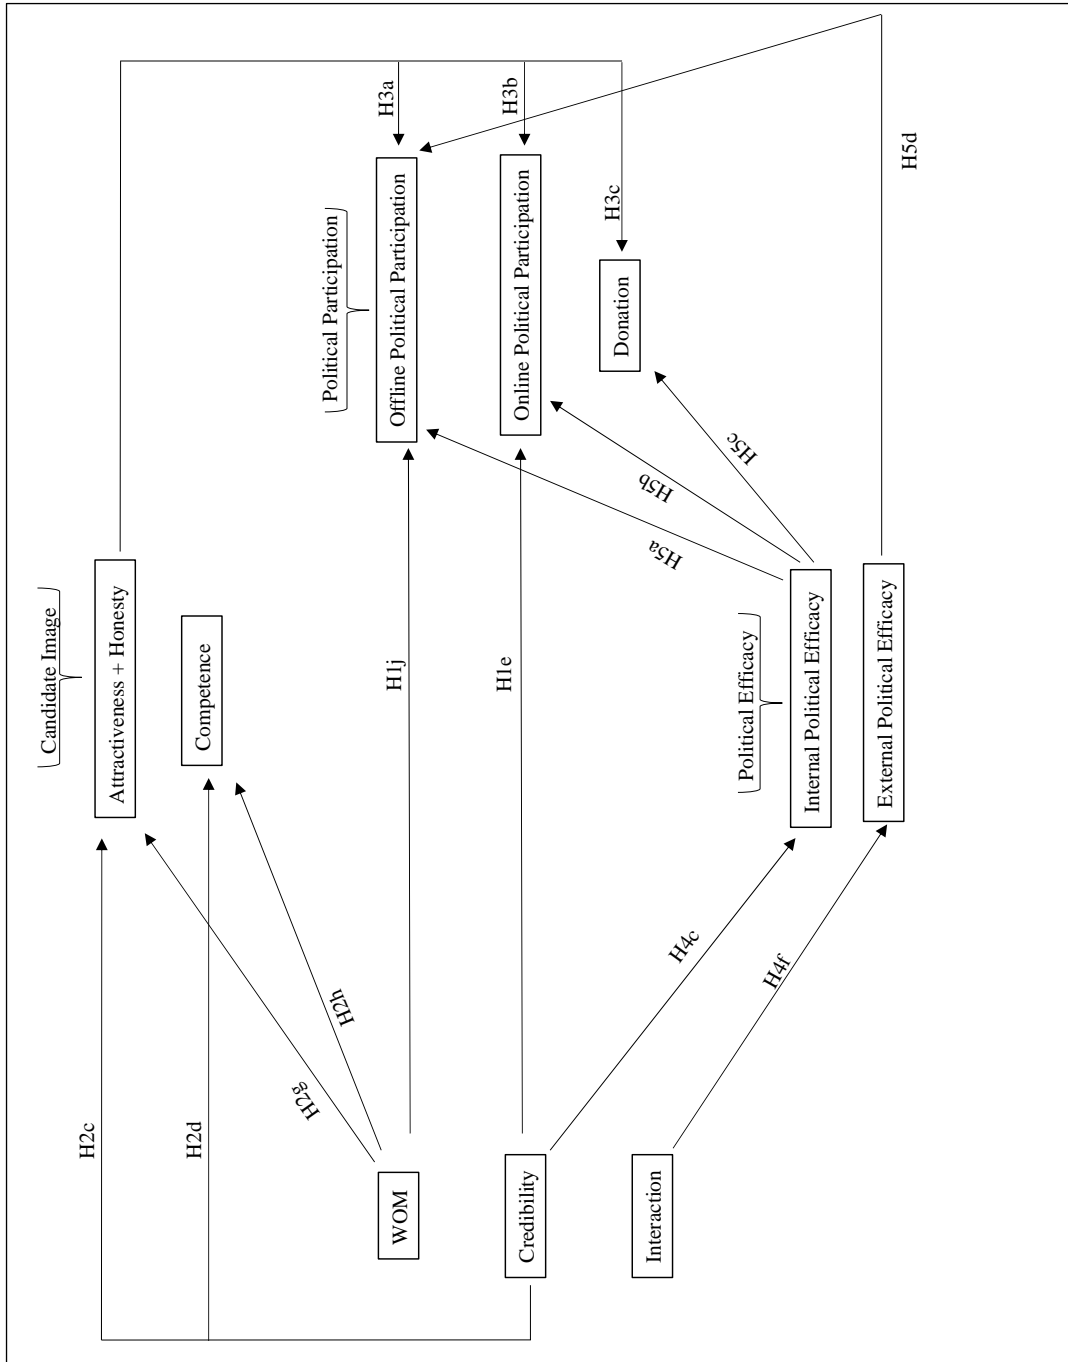 Candidate Image
Attractiveness + Honesty
Competence
Political Participation
Offline Political Participation
Online Political Participation
Donation
Political Efficacy
Internal Political Efficacy
External Political Efficacy
WOM
Credibility
Interaction
H2c
H2d
H2g
H2h
H1j
H1e
H4c
H4f
H3a
H3b
H3c
H5a
H5b
H5c
H5d